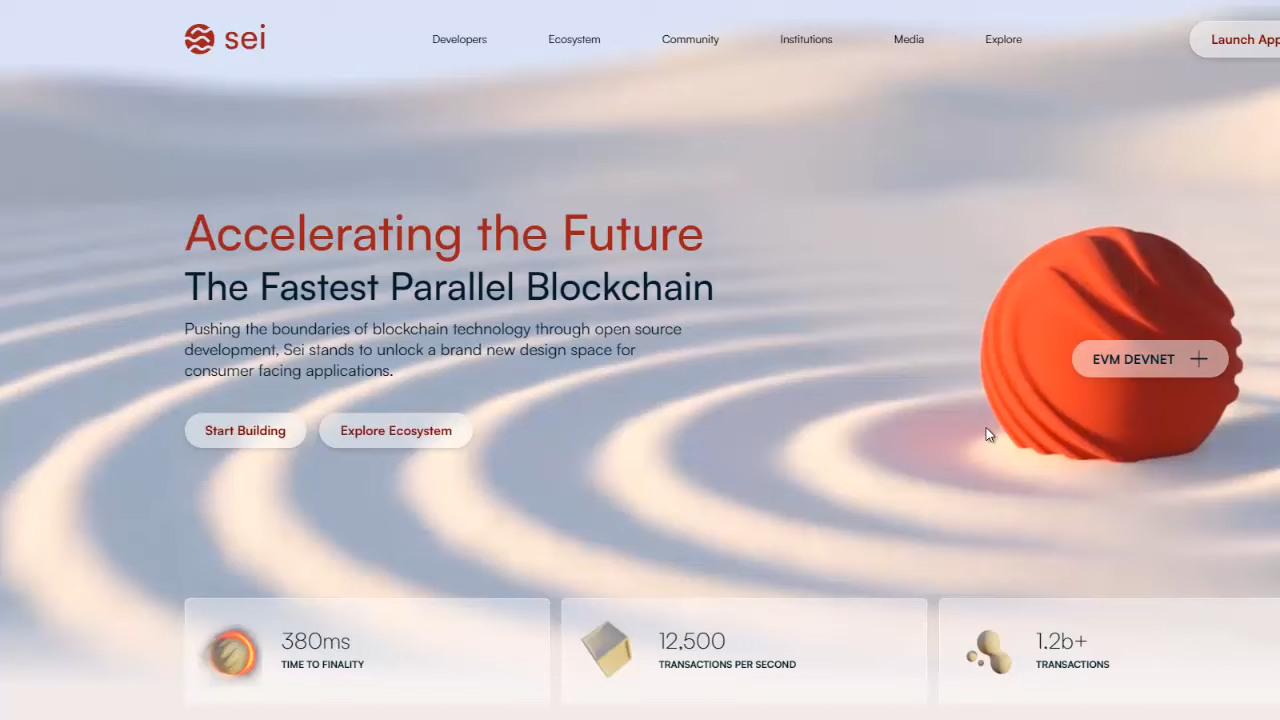 sei
Developers
Ecosystem
Community
Institutions
Media
Explore
Launch App
Accelerating the Future
The Fastest Parallel Blockchain
Pushing the boundaries of blockchain technology through open source
development, Sei stands to unlock a brand new design space for
consumer facing applications.
EVM DEVNET
Start Building
Explore Ecosystem
380ms
TIME TO FINALITY
12,500
TRANSACTIONS PER SECOND
1.2b+
TRANSACTIONS